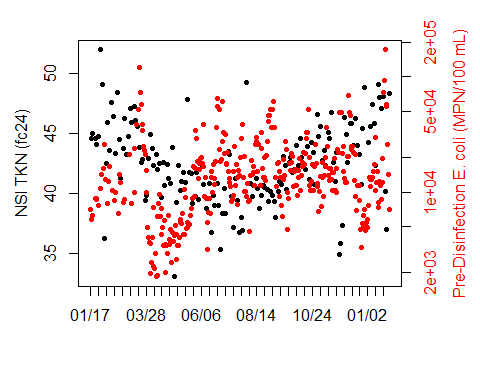 NSI TKN (fc24)
50
45
40
35
2e+05
5e+04
1e+04
2e+03
Pre-Disinfection E. coli (MPN/100 mL)
01/17 03/28 06/06 08/14 10/24 01/02